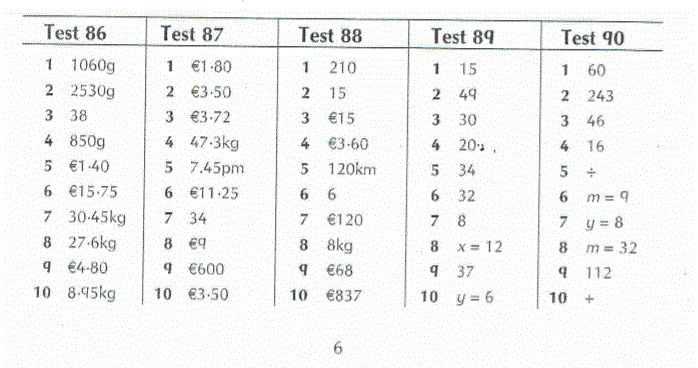 Test 86 Test 87 Test 88 Test 89 Test 90
1 1060g 1 €1·80 1 210 1 15 1 60
2 2530g 2 €3·50 2 15 2 49 2 243
3 38 3 €3·72 3 €15 3 30 3 46
4 850g 4 47·3kg 4 €3·60 4 20 4 16
5 €1·40 5 7.45pm 5 120km 5 34 5 ÷
6 €15·75 6 €11·25 6 6 6 32 6 m = 9
7 30·45kg 7 34 7 €120 7 8 7 y = 8
8 27·6kg 8 €9 8 8kg 8 x = 12 8 m = 32
9 €4·80 9 €600 9 €68 9 37 9 112
10 8·95kg 10 €3·50 10 €837 10 y = 6 10 +
6